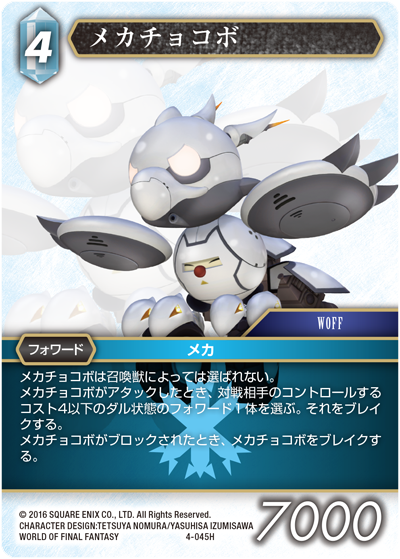 4
メカチョコボ
WOFF
フォワード
メカ
メカチョコボは召喚獣によっては選ばれない。
メカチョコボがアタックしたとき、対戦相手のコントロールする
コスト4以下のダル状態のフォワード1体を選ぶ。それをブレイ
クする。
メカチョコボがブロックされたとき、メカチョコボをブレイクす
る。
© 2016 SQUARE ENIX CO., LTD. All Rights Reserved.
CHARACTER DESIGN:TETSUYA NOMURA/YASUHISA IZUMISAWA
WORLD OF FINAL FANTASY
4-045H
7000